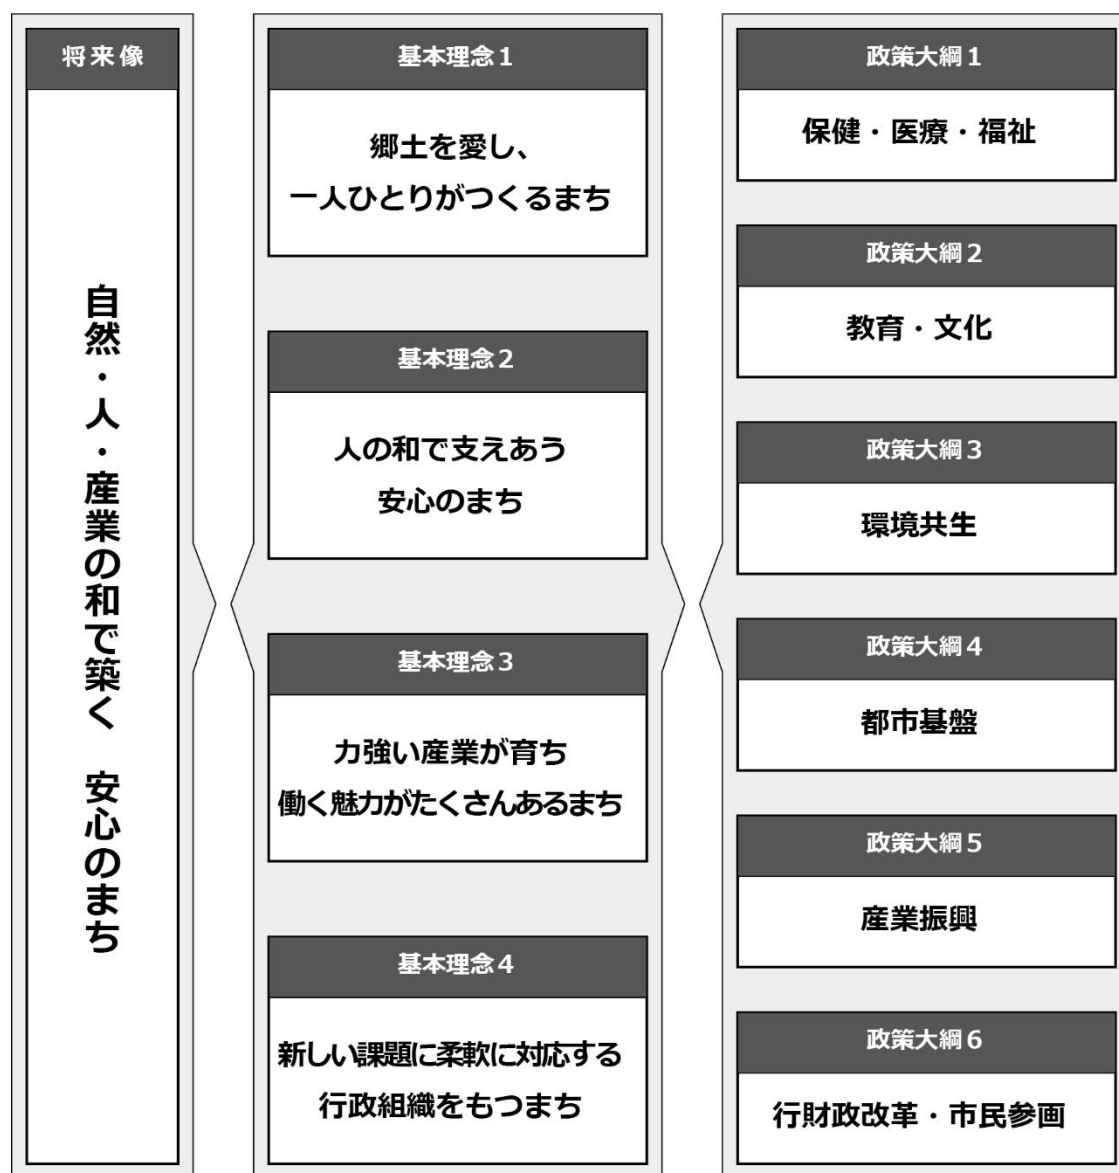 将来像
自然・人・産業の和で築く　安心のまち
基本理念1
郷土を愛し、
一人ひとりがつくるまち
基本理念2
人の和で支えあう
安心のまち
基本理念3
力強い産業が育ち
働く魅力がたくさんあるまち
基本理念4
新しい課題に柔軟に対応する
行政組織をもつまち
政策大綱1
保健・医療・福祉
政策大綱2
教育・文化
政策大綱3
環境共生
政策大綱4
都市基盤
政策大綱5
産業振興
政策大綱6
行財政改革・市民参画